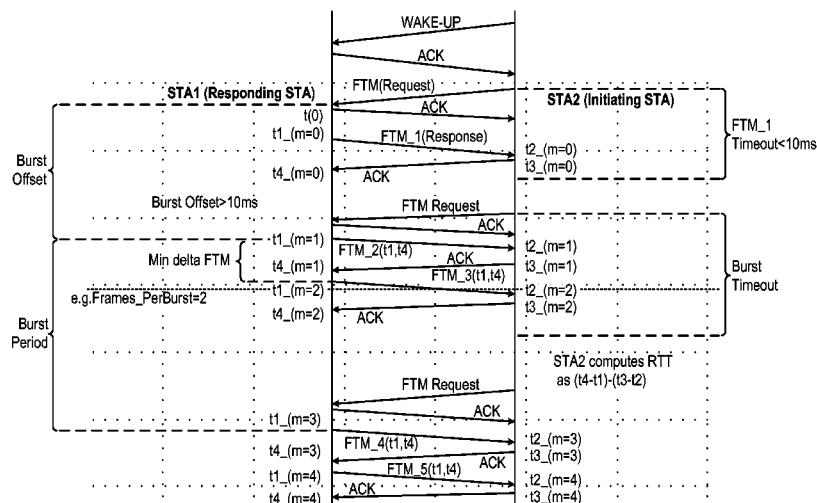 WAKE-UP
ACK
STA1 (Responding STA)
FTM(Request)
STA2 (Initiating STA)
ACK
t(0)
t1_(m=0)
FTM_1(Response)
FTM_1
Timeout<10ms
t2_(m=0)
t3_(m=0)
t4_(m=0)
ACK
Burst
Offset
Burst Offset>10ms
FTM Request
ACK
t1_(m=1)
FTM_2(t1,t4)
t2_(m=1)
Min delta FTM
ACK
t4_(m=1)
t3_(m=1)
FTM_3(t1,t4)
Burst
Timeout
t1_(m=2)
t2_(m=2)
e.g.Frames_PerBurst=2
t3_(m=2)
t4_(m=2)
ACK
Burst
Period
STA2 computes RTT
as (t4-t1)-(t3-t2)
FTM Request
ACK
t1_(m=3)
FTM_4(t1,t4)
t2_(m=3)
t4_(m=3)
ACK
t3_(m=3)
t1_(m=4)
FTM_5(t1,t4)
t2_(m=4)
ACK
t4_(m=4)
t3_(m=4)